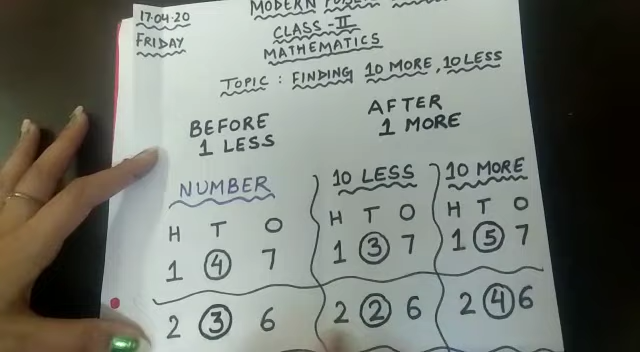 17·04·20
MODERN
FRIDAY
CLASS-II
MATHEMATICS
TOPIC : FINDING 10 MORE, 10 LESS
BEFORE
1 LESS
AFTER
1 MORE
NUMBER 10 LESS 10 MORE
H T O H T O H T O
1 4 7 1 3 7 1 5 7
2 3 6 2 2 6 2 4 6